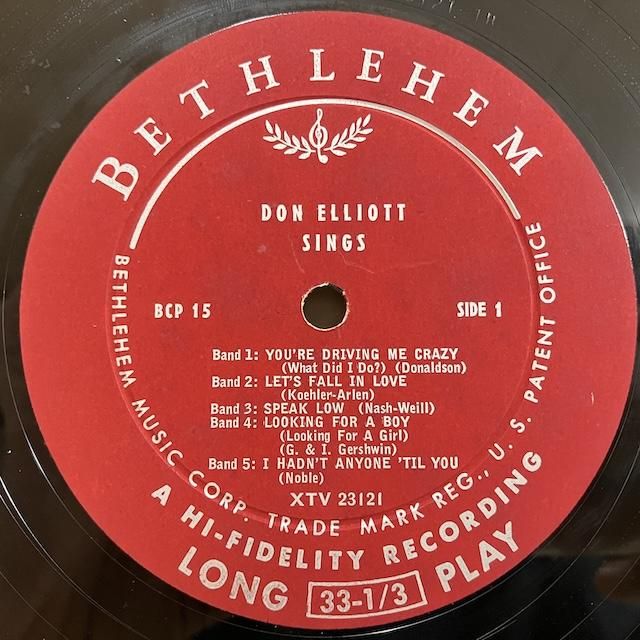 BETHLEHEM
DON ELLIOTT
SINGS
BCP 15
SIDE 1
Band 1: YOU'RE DRIVING ME CRAZY
(What Did I Do?) (Donaldson)
Band 2: LET'S FALL IN LOVE
(Koehler-Arlen)
Band 3: SPEAK LOW (Nash-Weill)
Band 4: LOOKING FOR A BOY
(Looking For A Girl)
(G. & I. Gershwin)
Band 5: I HADN'T ANYONE 'TIL YOU
(Noble)
XTV 23121
BETHLEHEM MUSIC CORP. TRADE MARK REG., U. S. PATENT OFFICE
A HI-FIDELITY RECORDING
LONG 33-1/3 PLAY